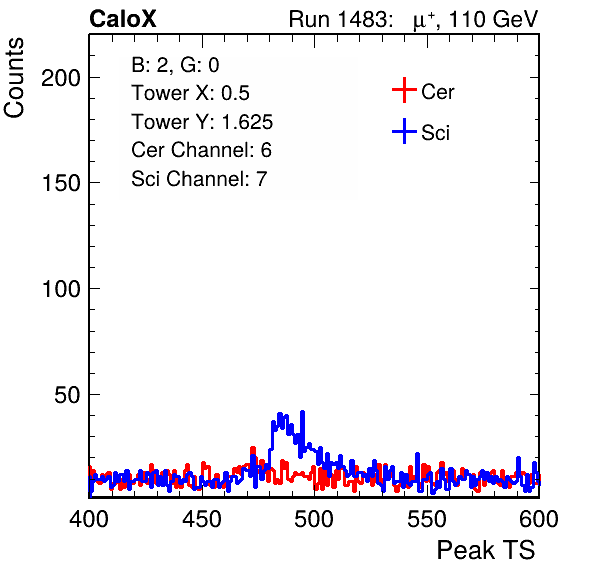 CaloX Run 1483: μ⁺, 110 GeV
Counts
B: 2, G: 0
Tower X: 0.5
Tower Y: 1.625
Cer Channel: 6
Sci Channel: 7
Cer
Sci
200
150
100
50
400 450 500 550 600
Peak TS